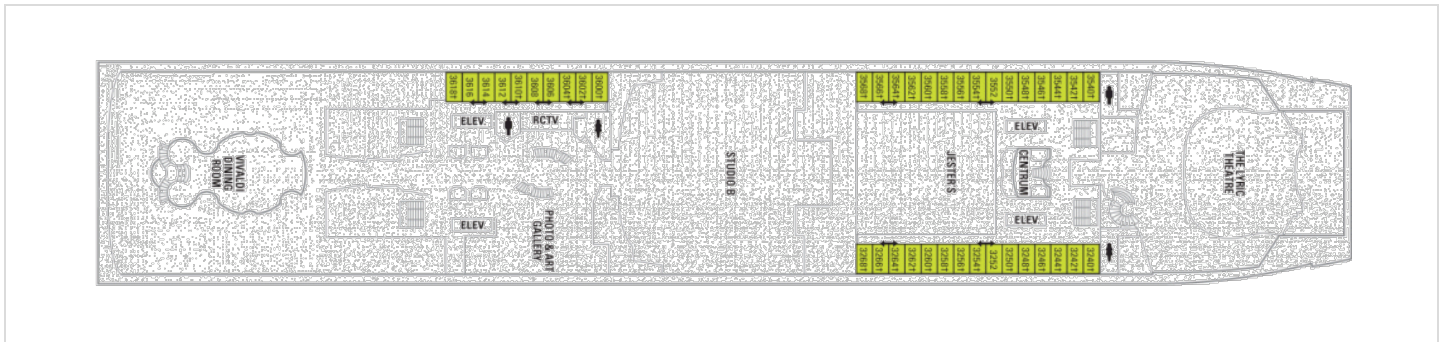 3618†
3616
3614
3612
3610†
3608
3606
3604†
3602†
3600†
3568†
3566†
3564†
3562†
3560†
3558†
3556†
3554†
3552
3550†
3548†
3546†
3544†
3542†
3540†
ELEV.
RCTV
ELEV.
VIVALDI
DINING
ROOM
STUDIO B
JESTER'S
CENTRUM
THE LYRIC
THEATRE
ELEV.
PHOTO & ART
GALLERY
ELEV.
3268†
3266†
3264†
3262†
3260†
3258†
3256†
3254†
3252
3250†
3248†
3246†
3244†
3242†
3240†